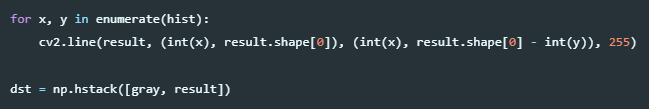 for x, y in enumerate(hist):
    cv2.line(result, (int(x), result.shape[0]), (int(x), result.shape[0] - int(y)), 255)
dst = np.hstack([gray, result])